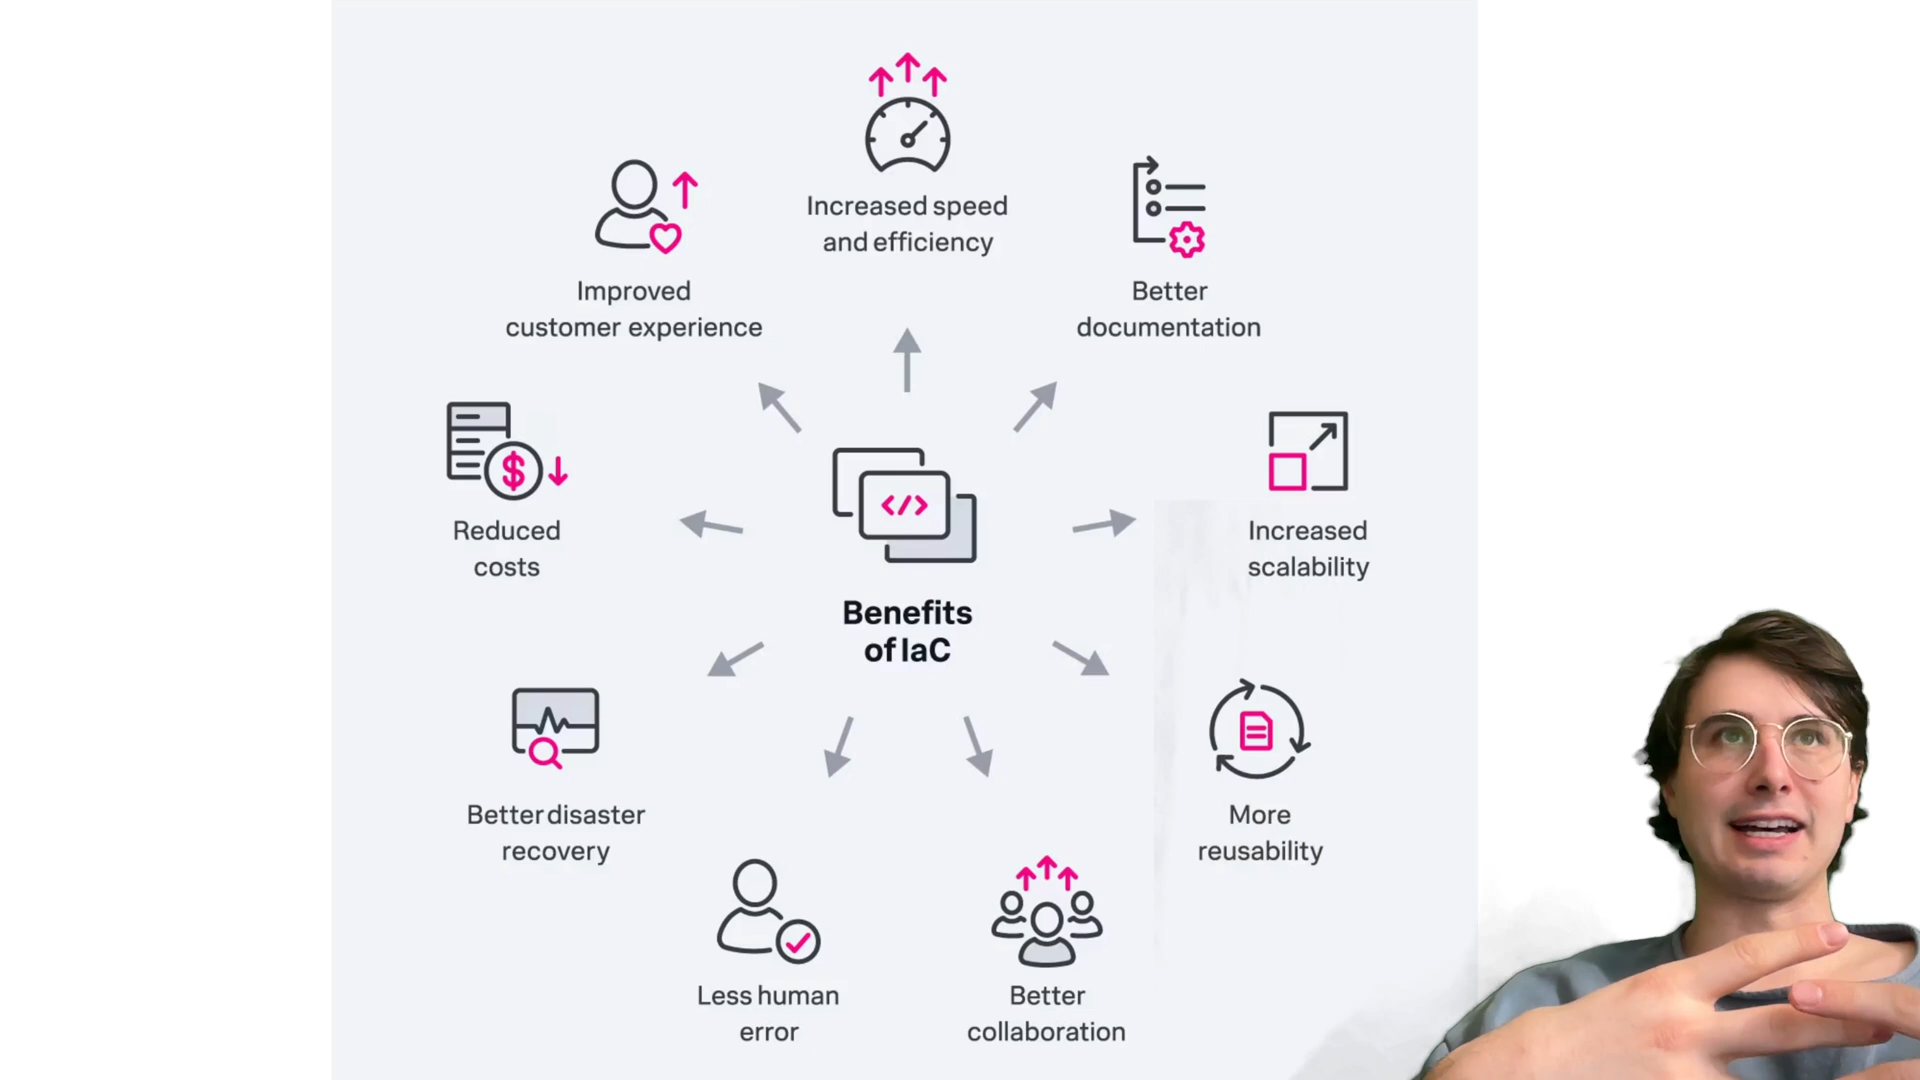 Increased speed
and efficiency
Improved
customer experience
Better
documentation
Reduced
costs
$
</>
Increased
scalability
Benefits
of IaC
Better disaster
recovery
More
reusability
Less human
error
Better
collaboration